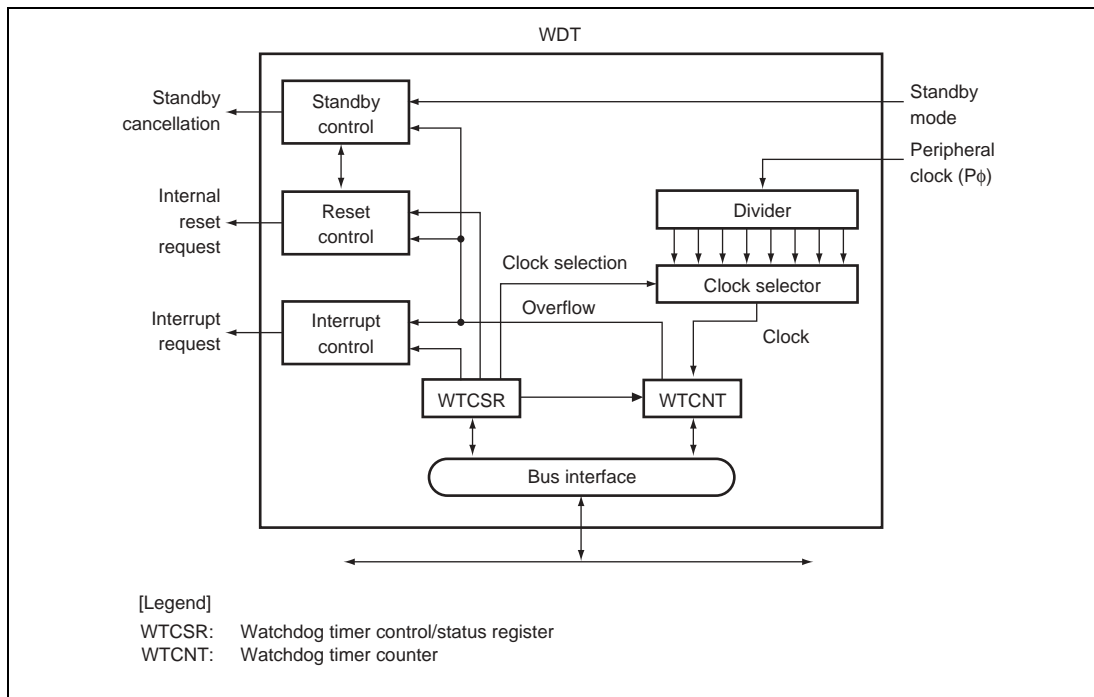 WDT
Standby
cancellation
Standby
control
Standby
mode
Peripheral
clock (Pϕ)
Internal
reset
request
Reset
control
Divider
Clock selection
Clock selector
Overflow
Clock
Interrupt
request
Interrupt
control
WTCSR
WTCNT
Bus interface
[Legend]
WTCSR: Watchdog timer control/status register
WTCNT: Watchdog timer counter